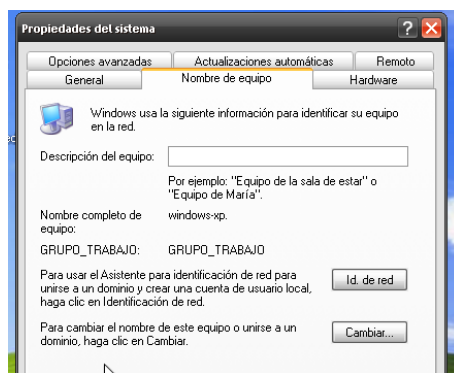 Propiedades del sistema
Opciones avanzadas Actualizaciones automáticas Remoto
General Nombre de equipo Hardware
Windows usa la siguiente información para identificar su equipo
en la red.
Descripción del equipo:
Por ejemplo: "Equipo de la sala de estar" o
"Equipo de María".
Nombre completo de
equipo:
windows-xp.
GRUPO_TRABAJO: GRUPO_TRABAJO
Para usar el Asistente para identificación de red para
unirse a un dominio y crear una cuenta de usuario local,
haga clic en Identificación de red.
Id. de red
Para cambiar el nombre de este equipo o unirse a un
dominio, haga clic en Cambiar.
Cambiar...